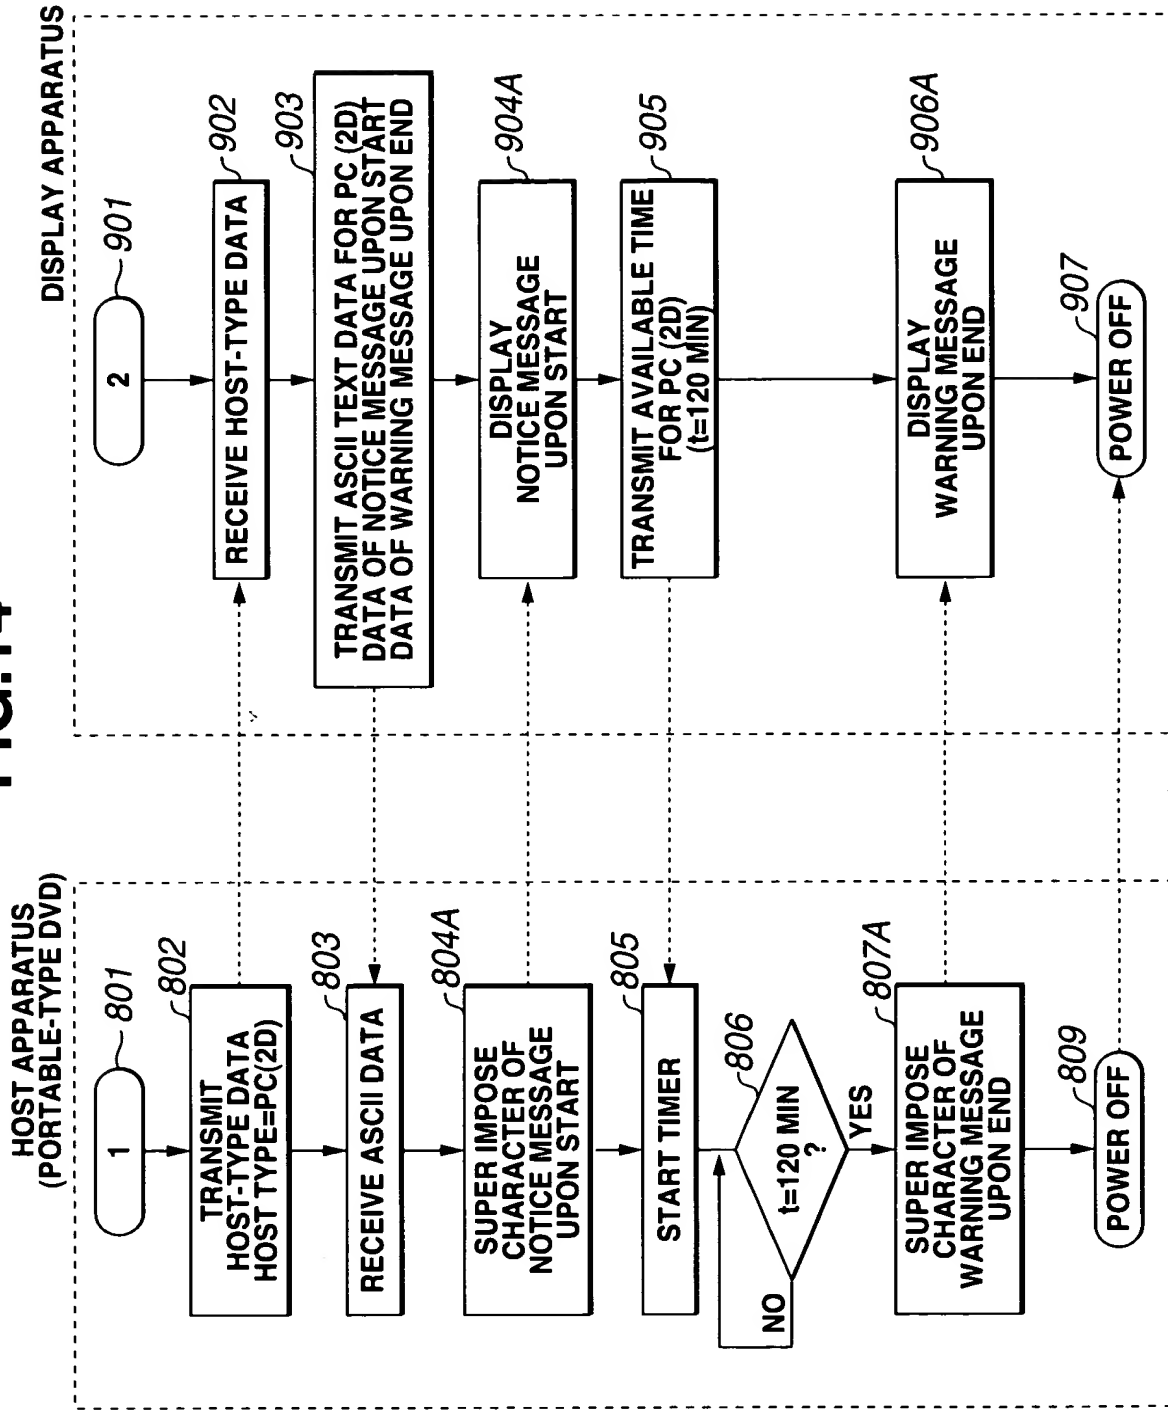 HOST APPARATUS
(PORTABLE-TYPE DVD)
1
801
TRANSMIT
HOST-TYPE DATA
HOST TYPE=PC(2D)
802
RECEIVE ASCII DATA
803
SUPER IMPOSE
CHARACTER OF
NOTICE MESSAGE
UPON START
804A
START TIMER
805
t=120 MIN
?
806
NO
YES
SUPER IMPOSE
CHARACTER OF
WARNING MESSAGE
UPON END
807A
POWER OFF
809
DISPLAY APPARATUS
2
901
RECEIVE HOST-TYPE DATA
902
TRANSMIT ASCII TEXT DATA FOR PC (2D)
DATA OF NOTICE MESSAGE UPON START
DATA OF WARNING MESSAGE UPON END
903
DISPLAY
NOTICE MESSAGE
UPON START
904A
TRANSMIT AVAILABLE TIME
FOR PC (2D)
(t=120 MIN)
905
DISPLAY
WARNING MESSAGE
UPON END
906A
POWER OFF
907